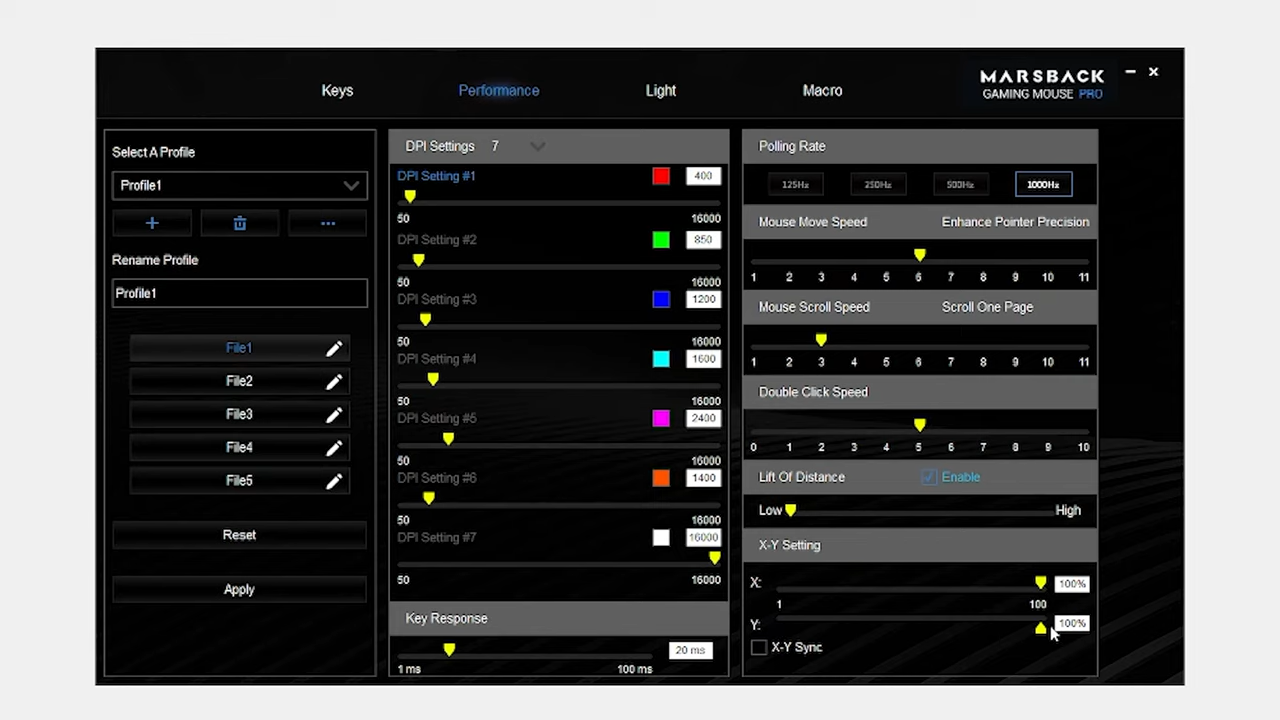 Keys
Performance
Light
Macro
MARSBACK
GAMING MOUSE PRO
Select A Profile
Profile1
Rename Profile
Profile1
File1
File2
File3
File4
File5
Reset
Apply
DPI Settings 7
DPI Setting #1 400
50 16000
DPI Setting #2 850
50 16000
DPI Setting #3 1200
50 16000
DPI Setting #4 1600
50 16000
DPI Setting #5 2400
50 16000
DPI Setting #6 1400
50 16000
DPI Setting #7 16000
50 16000
Key Response
20 ms
1 ms 100 ms
Polling Rate
125Hz 250Hz 500Hz 1000Hz
Mouse Move Speed Enhance Pointer Precision
1 2 3 4 5 6 7 8 9 10 11
Mouse Scroll Speed Scroll One Page
1 2 3 4 5 6 7 8 9 10 11
Double Click Speed
0 1 2 3 4 5 6 7 8 9 10
Lift Of Distance Enable
Low High
X-Y Setting
X: 100%
1 100
Y: 100%
X-Y Sync